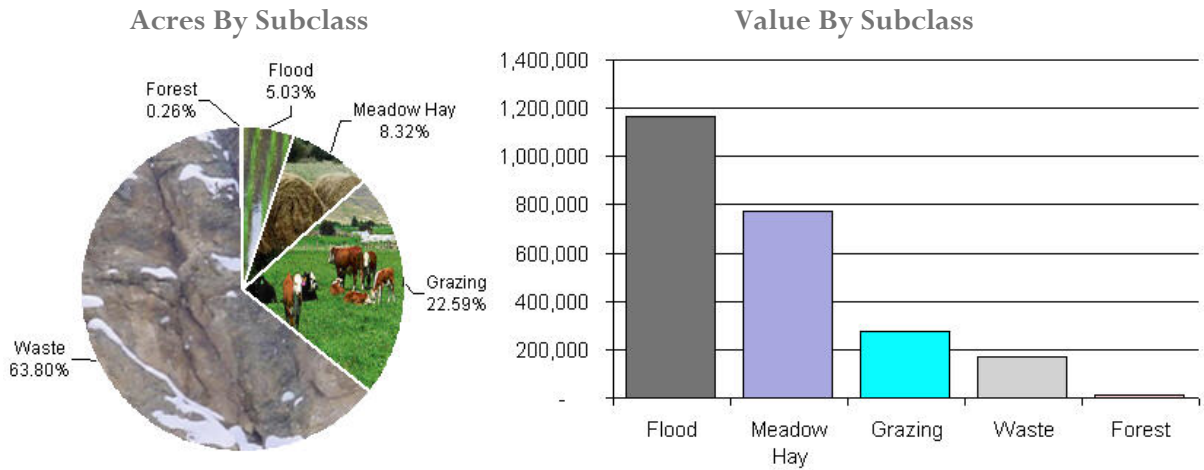 Acres By Subclass
Flood
5.03%
Forest
0.26%
Meadow Hay
8.32%
Grazing
22.59%
Waste
63.80%
Value By Subclass
1,400,000
1,200,000
1,000,000
800,000
600,000
400,000
200,000
-
Flood
Meadow
Hay
Grazing
Waste
Forest